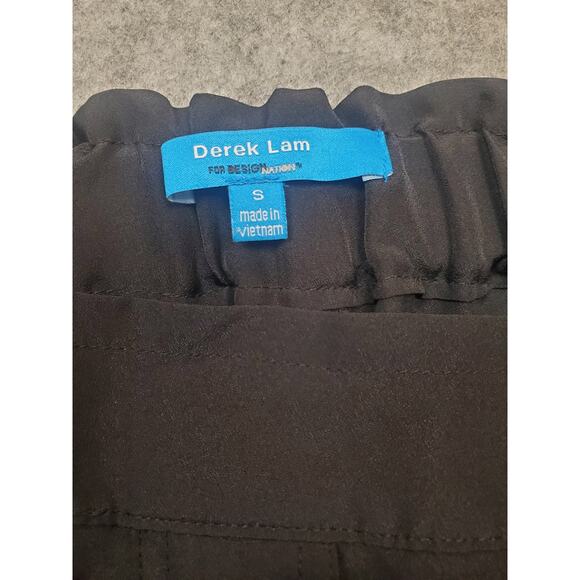 Derek Lam
FOR DESIGNATION®
S
made in
Vietnam